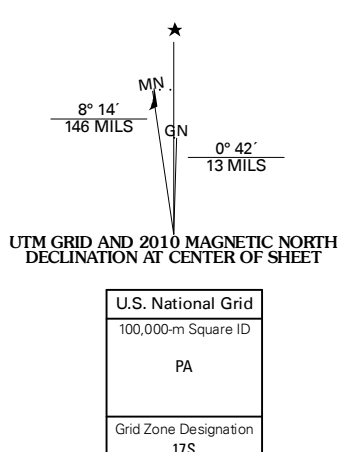 ★
MN
8° 14´
146 MILS
GN
0° 42´
13 MILS
UTM GRID AND 2010 MAGNETIC NORTH
DECLINATION AT CENTER OF SHEET
U.S. National Grid
100,000-m Square ID
PA
Grid Zone Designation
17S